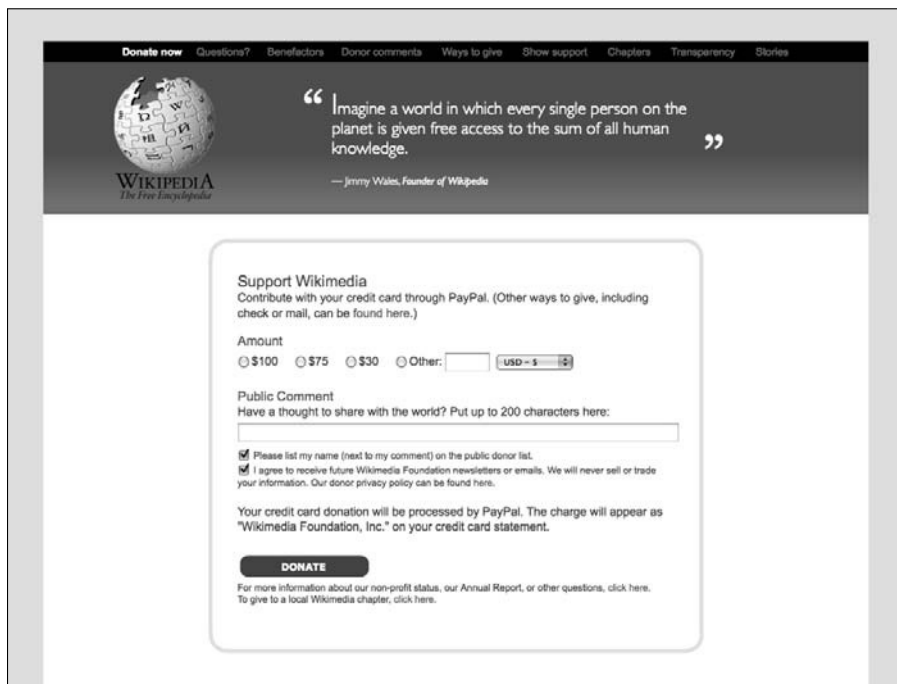 Donate now Questions? Benefactors Donor comments Ways to give Show support Chapters Transparency Stories
“ Imagine a world in which every single person on the
planet is given free access to the sum of all human
knowledge. ”
— Jimmy Wales, Founder of Wikipedia
WIKIPEDIA
The Free Encyclopedia
Support Wikimedia
Contribute with your credit card through PayPal. (Other ways to give, including
check or mail, can be found here.)
Amount
$100 $75 $30 Other: USD - $
Public Comment
Have a thought to share with the world? Put up to 200 characters here:
Please list my name (next to my comment) on the public donor list.
I agree to receive future Wikimedia Foundation newsletters or emails. We will never sell or trade
your information. Our donor privacy policy can be found here.
Your credit card donation will be processed by PayPal. The charge will appear as
"Wikimedia Foundation, Inc." on your credit card statement.
DONATE
For more information about our non-profit status, our Annual Report, or other questions, click here.
To give to a local Wikimedia chapter, click here.